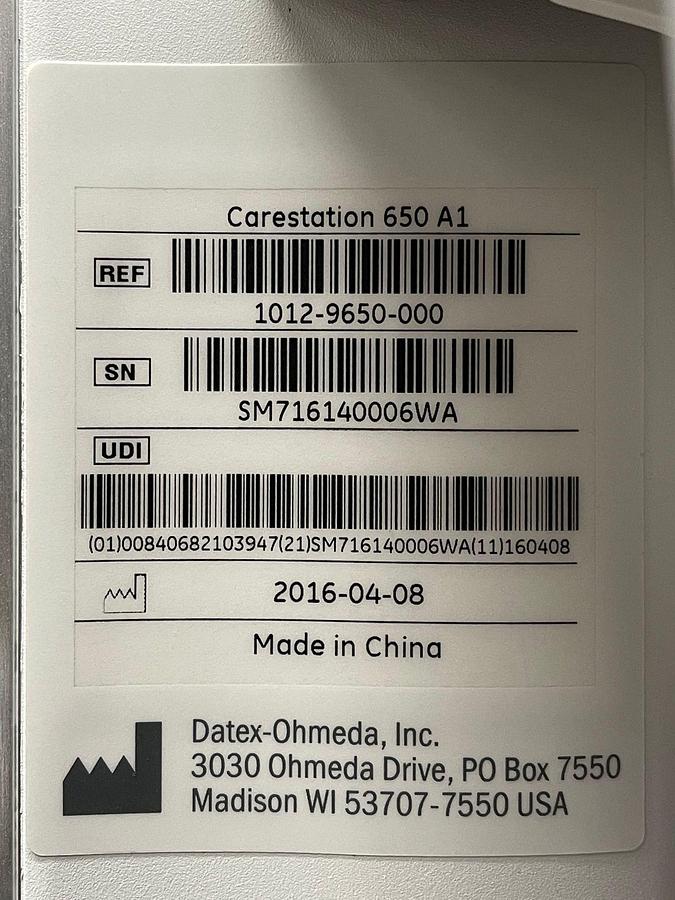 Carestation 650 A1
REF
1012-9650-000
SN
SM716140006WA
UDI
(01)00840682103947(21)SM716140006WA(11)160408
2016-04-08
Made in China
Datex-Ohmeda, Inc.
3030 Ohmeda Drive, PO Box 7550
Madison WI 53707-7550 USA